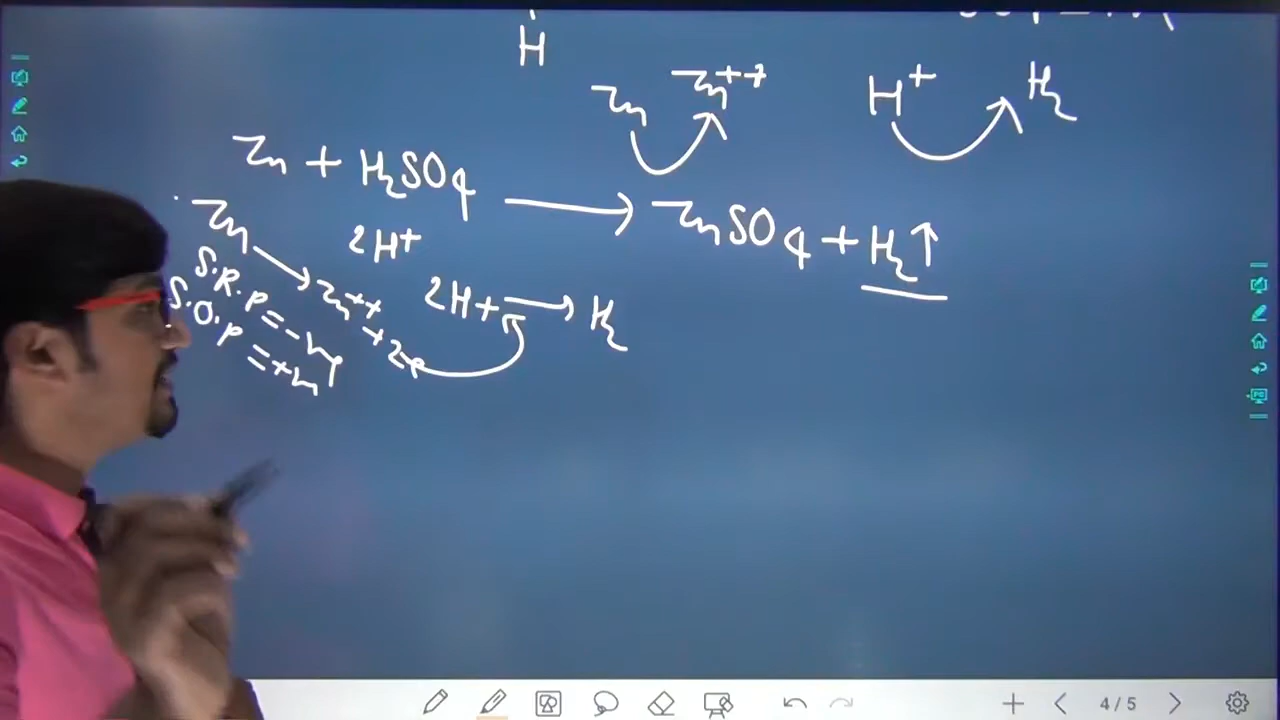 H
Zn Zn++ H+ H2
Zn + H2SO4 → ZnSO4 + H2↑
Zn → Zn++ + 2e
2H+
2H+ → H2
S.R.P = -ve
S.O.P = +ve
4 / 5